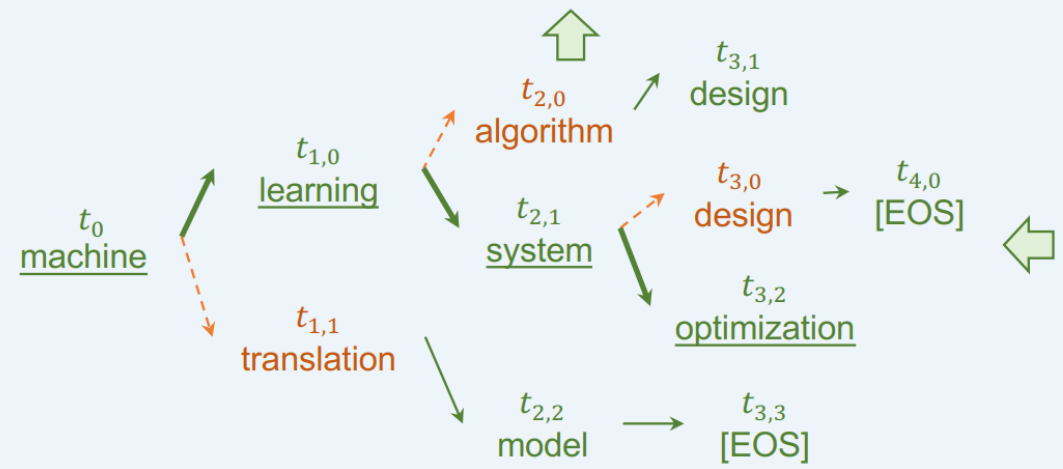 t₀
machine
t₁,₀
learning
t₁,₁
translation
t₂,₀
algorithm
t₂,₁
system
t₂,₂
model
t₃,₁
design
t₃,₀
design
t₃,₂
optimization
t₃,₃
[EOS]
t₄,₀
[EOS]